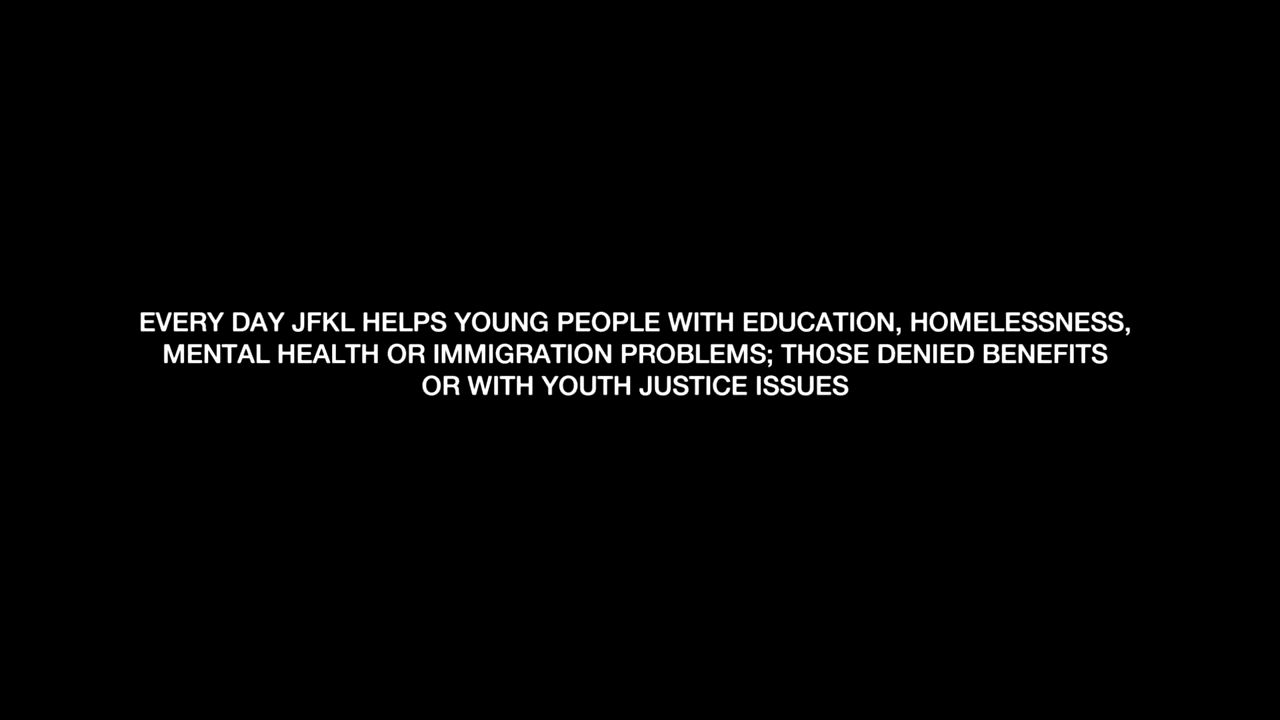 EVERY DAY JFKL HELPS YOUNG PEOPLE WITH EDUCATION, HOMELESSNESS,
MENTAL HEALTH OR IMMIGRATION PROBLEMS; THOSE DENIED BENEFITS
OR WITH YOUTH JUSTICE ISSUES